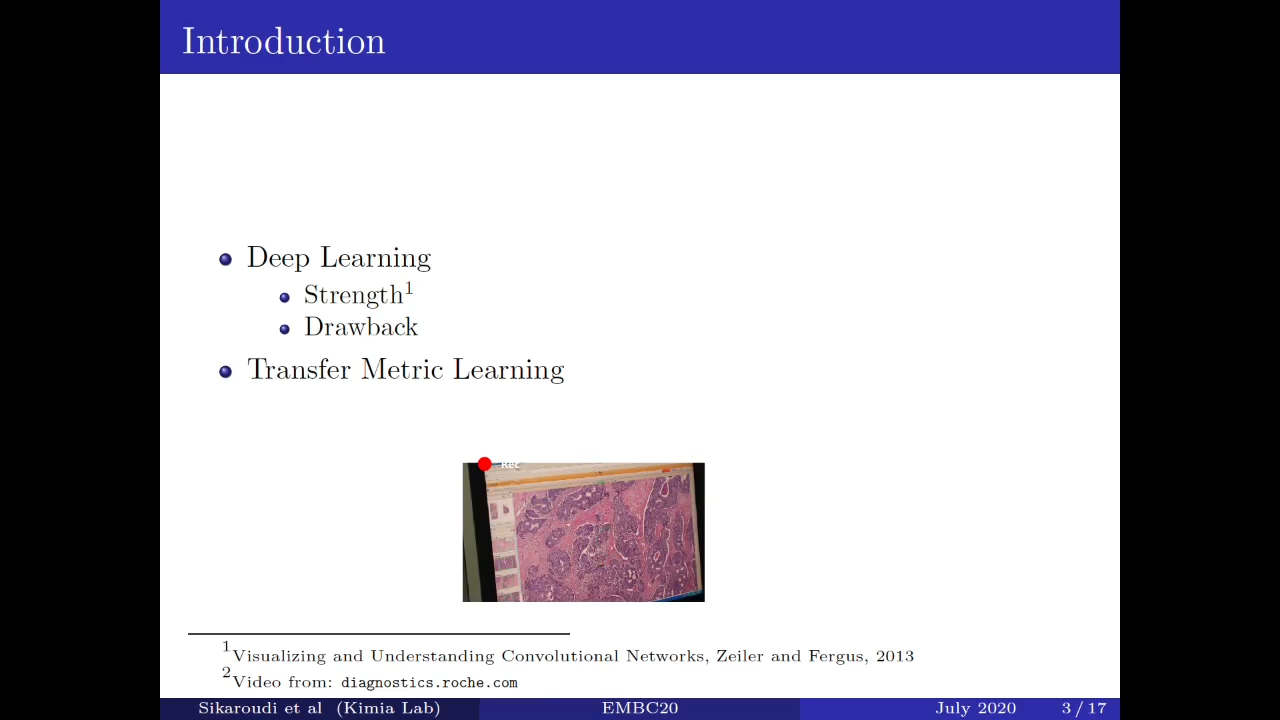 Introduction
Deep Learning
Strength¹
Drawback
Transfer Metric Learning
Rec
¹Visualizing and Understanding Convolutional Networks, Zeiler and Fergus, 2013
²Video from: diagnostics.roche.com
Sikaroudi et al (Kimia Lab) EMBC20 July 2020 3 / 17